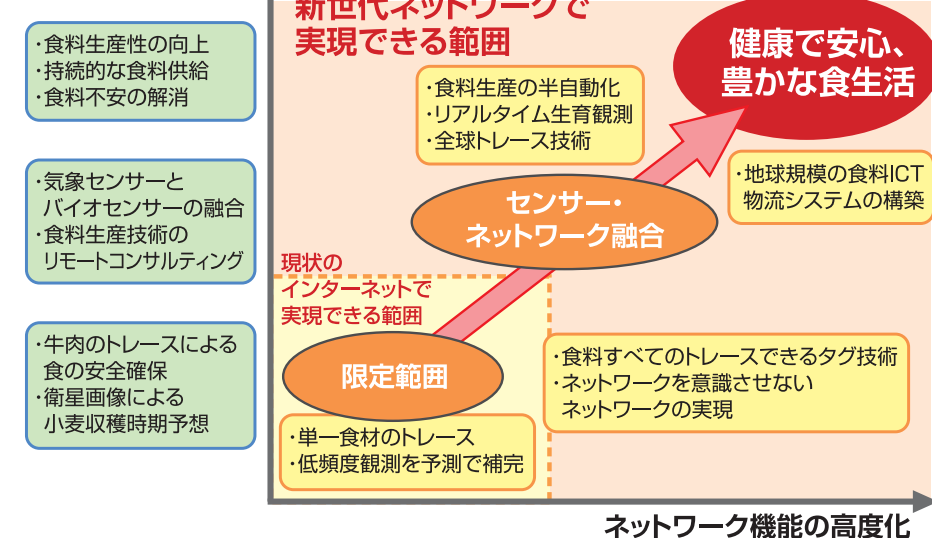 新世代ネットワークで
実現できる範囲
健康で安心、
豊かな食生活
・食料生産性の向上
・持続的な食料供給
・食料不安の解消
・食料生産の半自動化
・リアルタイム生育観測
・全球トレース技術
・地球規模の食料ICT
物流システムの構築
・気象センサーと
バイオセンサーの融合
・食料生産技術の
リモートコンサルティング
センサー・
ネットワーク融合
現状の
インターネットで
実現できる範囲
・牛肉のトレースによる
食の安全確保
・衛星画像による
小麦収穫時期予想
限定範囲
・食料すべてのトレースできるタグ技術
・ネットワークを意識させない
ネットワークの実現
・単一食材のトレース
・低頻度観測を予測で補完
ネットワーク機能の高度化